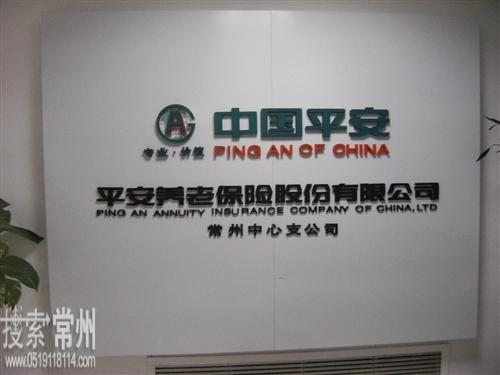 中国平安
专业·价值 PING AN OF CHINA
平安养老保险股份有限公司
PING AN ANNUITY INSURANCE COMPANY OF CHINA, LTD
常州中心支公司
搜索常州
www.0519118114.com